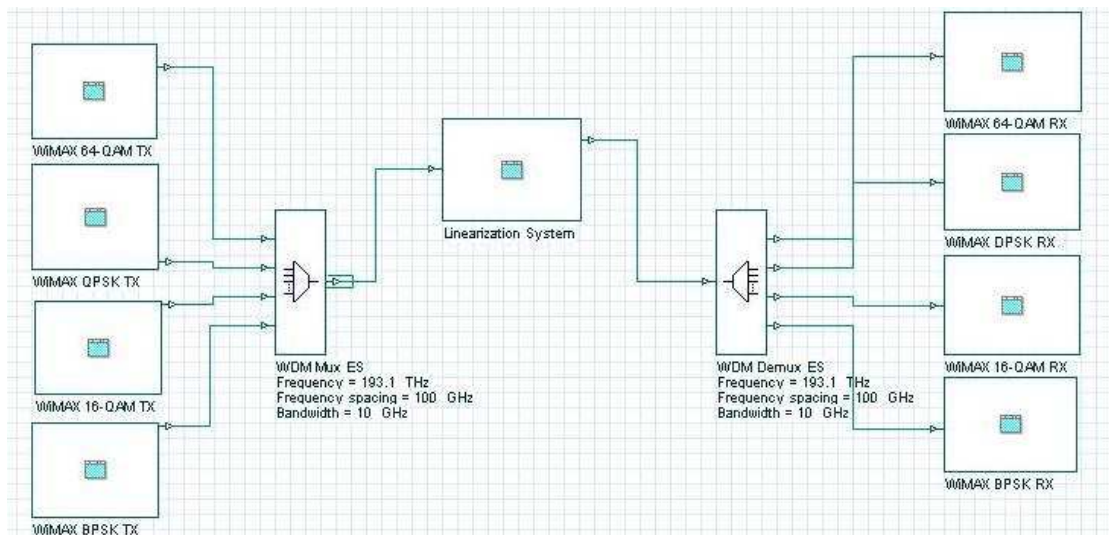 WiMAX 64-QAM TX
WiMAX QPSK TX
WiMAX 16-QAM TX
WiMAX BPSK TX
WDM Mux ES
Frequency = 193.1 THz
Frequency spacing = 100 GHz
Bandwidth = 10 GHz
Linearization System
WDM Demux ES
Frequency = 193.1 THz
Frequency spacing = 100 GHz
Bandwidth = 10 GHz
WiMAX 64-QAM RX
WiMAX DPSK RX
WiMAX 16-QAM RX
WiMAX BPSK RX